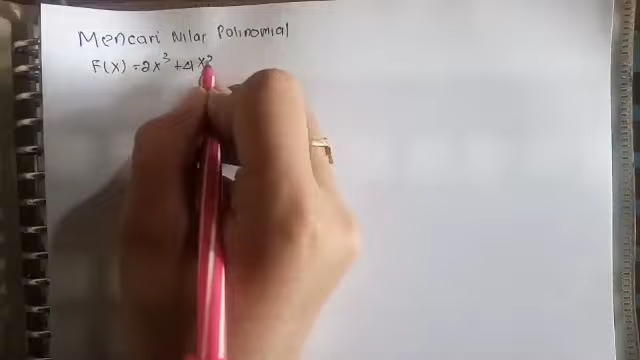 Mencari Nilai Polinomial
F(x) = 2x³ + 4x²